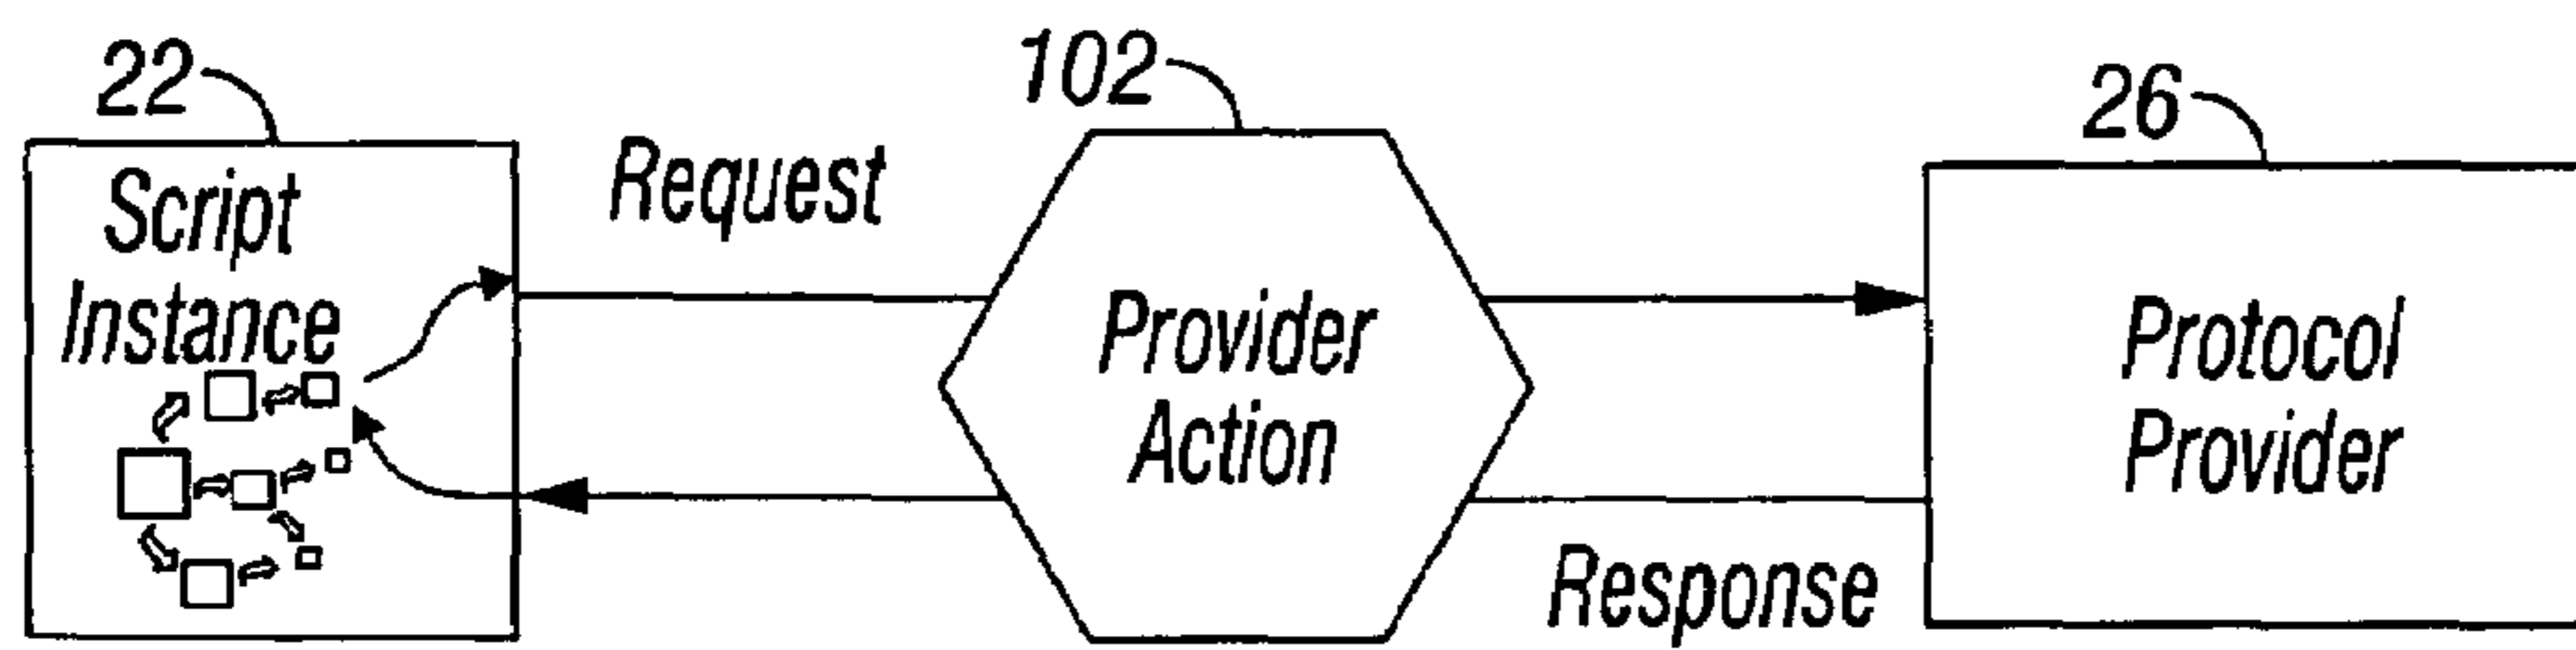 22
102
26
Script
Instance
Request
Provider
Action
Protocol
Provider
Response